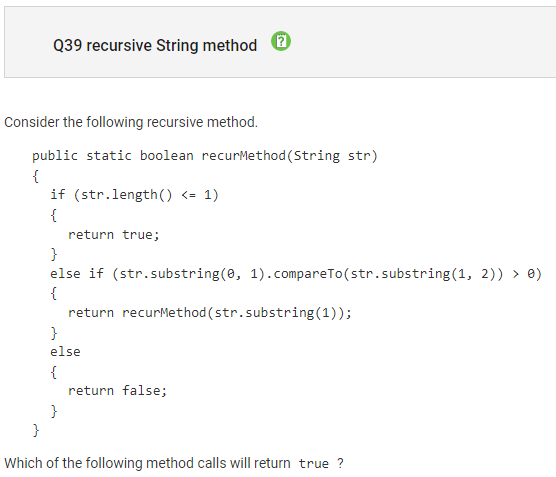 Q39 recursive String method ?
Consider the following recursive method.
public static boolean recurMethod(String str)
{
if (str.length() <= 1)
{
return true;
}
else if (str.substring(0, 1).compareTo(str.substring(1, 2)) > 0)
{
return recurMethod(str.substring(1));
}
else
{
return false;
}
}
Which of the following method calls will return true ?